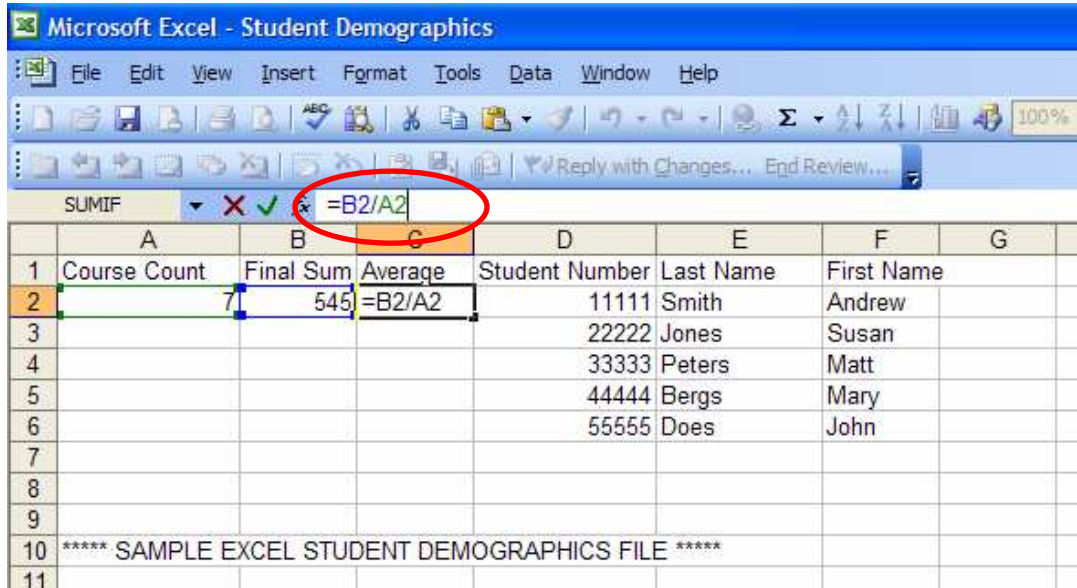 Microsoft Excel - Student Demographics
File Edit View Insert Format Tools Data Window Help
ABC Σ A Z Z A 100%
Reply with Changes... End Review...
SUMIF fx =B2/A2
A B C D E F G
1 Course Count Final Sum Average Student Number Last Name First Name
2 7 545 =B2/A2 11111 Smith Andrew
3 22222 Jones Susan
4 33333 Peters Matt
5 44444 Bergs Mary
6 55555 Does John
7
8
9
10 ***** SAMPLE EXCEL STUDENT DEMOGRAPHICS FILE *****
11